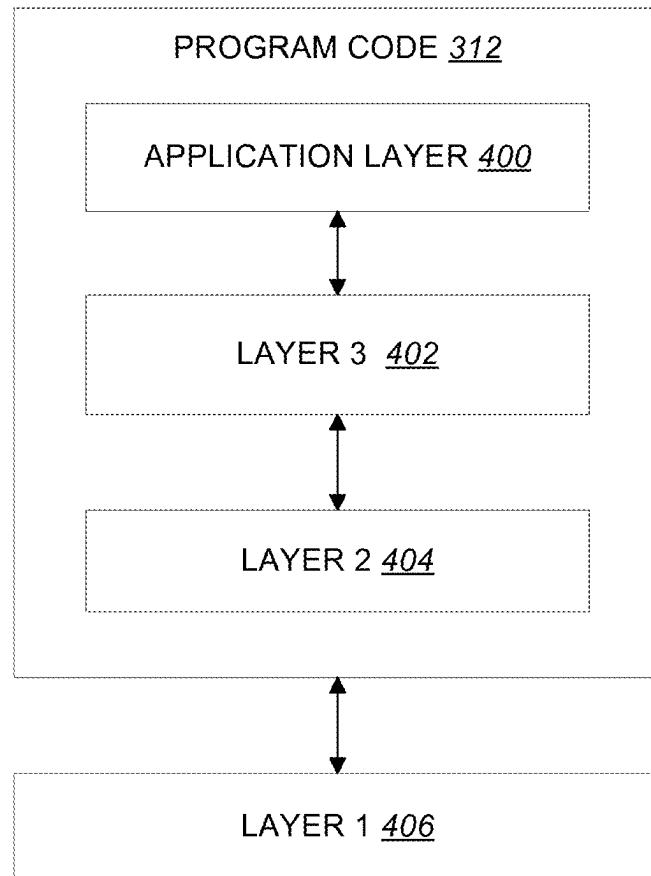 PROGRAM CODE 312
APPLICATION LAYER 400
LAYER 3 402
LAYER 2 404
LAYER 1 406